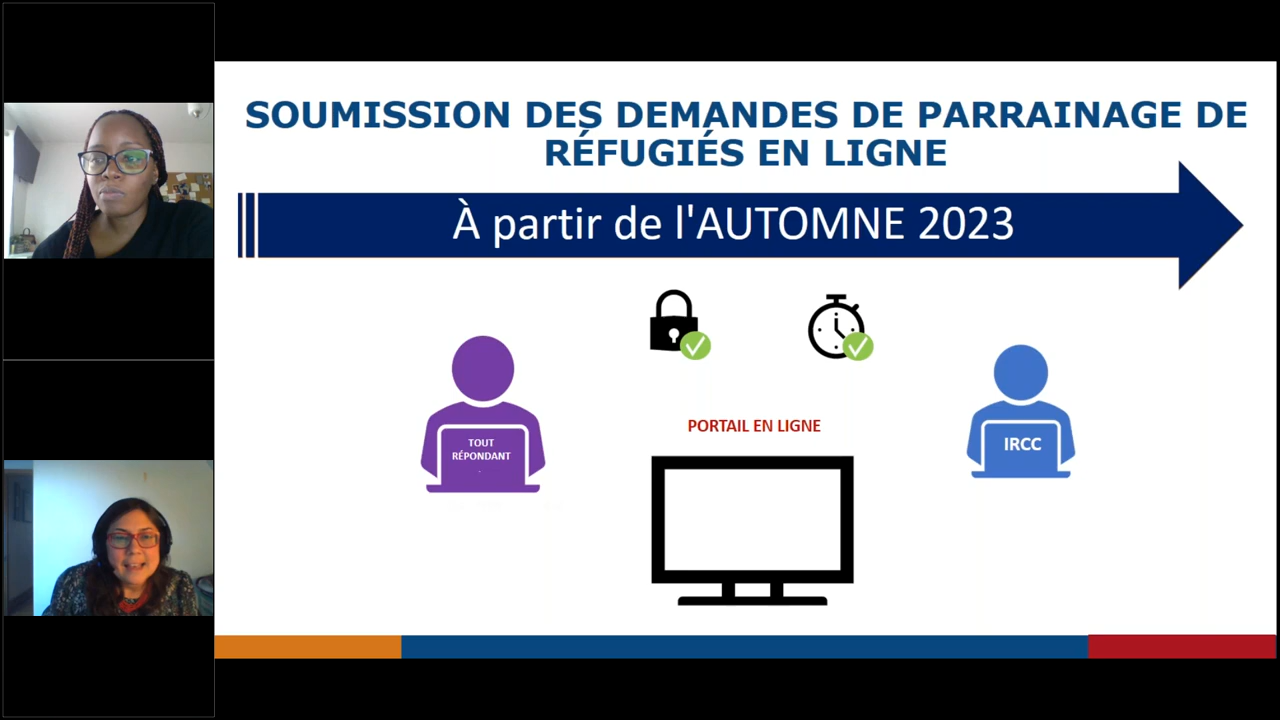 SOUMISSION DES DEMANDES DE PARRAINAGE DE
RÉFUGIÉS EN LIGNE
À partir de l'AUTOMNE 2023
PORTAIL EN LIGNE
TOUT
RÉPONDANT
.
IRCC